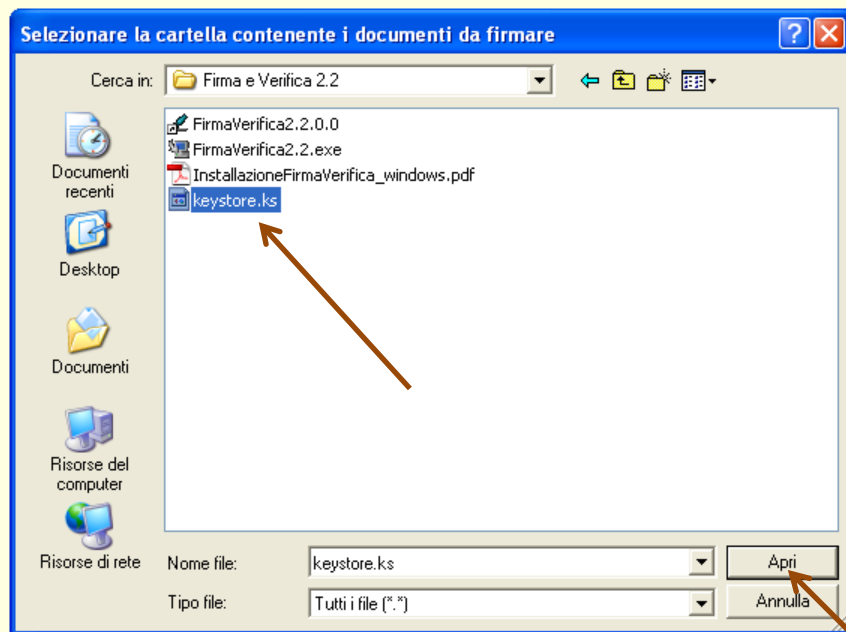 Selezionare la cartella contenente i documenti da firmare
Cerca in: Firma e Verifica 2.2
FirmaVerifica2.2.0.0
FirmaVerifica2.2.exe
InstallazioneFirmaVerifica_windows.pdf
keystore.ks
Documenti
recenti
Desktop
Documenti
Risorse del
computer
Risorse di rete
Nome file: keystore.ks Apri
Tipo file: Tutti i file (*.*) Annulla